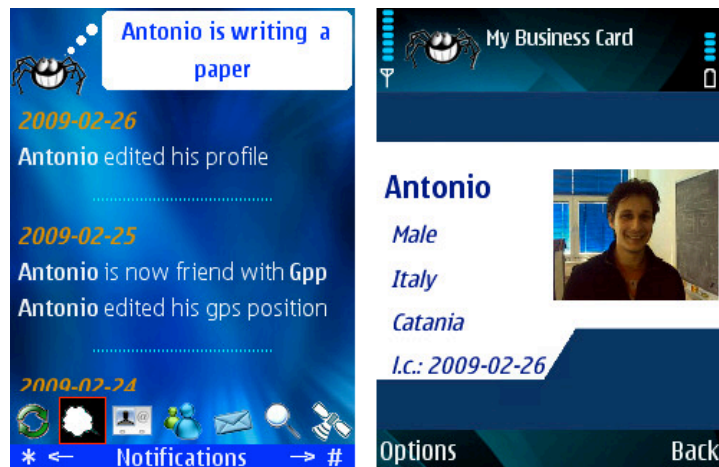 Antonio is writing a
paper
2009-02-26
Antonio edited his profile
2009-02-25
Antonio is now friend with Gpp
Antonio edited his gps position
2009-02-24
* <- Notifications -> #
My Business Card
Antonio
Male
Italy
Catania
l.c.: 2009-02-26
Options Back